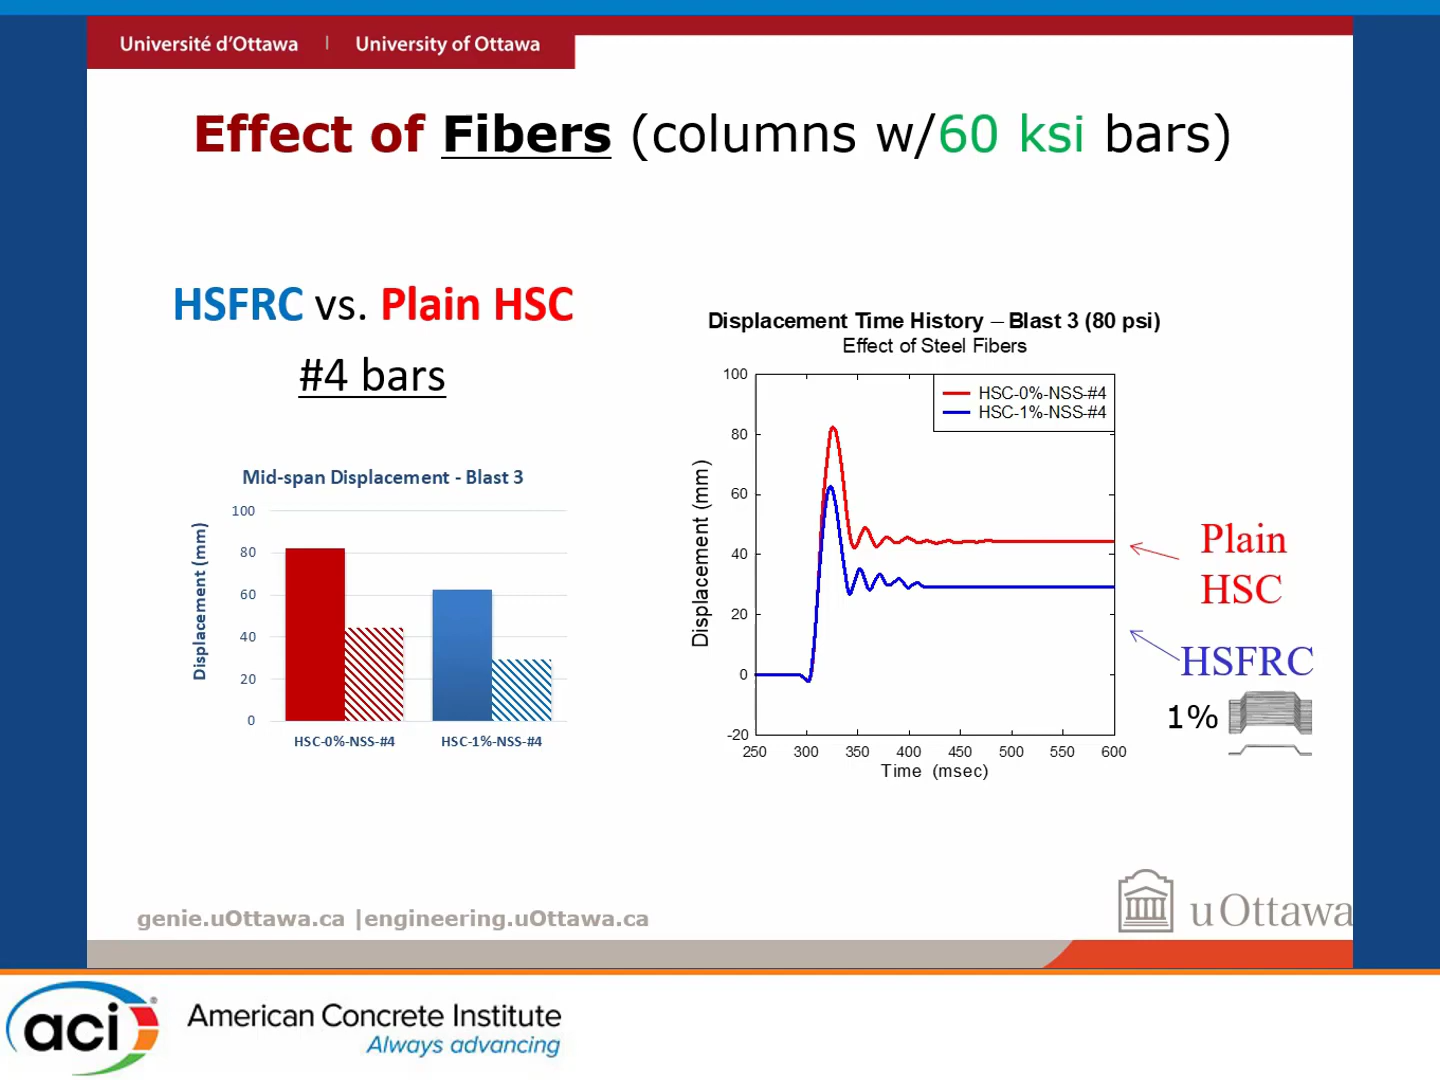 Université d'Ottawa | University of Ottawa
Effect of Fibers (columns w/60 ksi bars)
HSFRC vs. Plain HSC
#4 bars
Mid-span Displacement - Blast 3
Displacement (mm)
100
80
60
40
20
0
HSC-0%-NSS-#4 HSC-1%-NSS-#4
Displacement Time History – Blast 3 (80 psi)
Effect of Steel Fibers
Displacement (mm)
100
80
60
40
20
0
-20
HSC-0%-NSS-#4
HSC-1%-NSS-#4
250 300 350 400 450 500 550 600
Time (msec)
Plain
HSC
HSFRC
1%
genie.uOttawa.ca |engineering.uOttawa.ca
uOttawa
aci®
American Concrete Institute
Always advancing